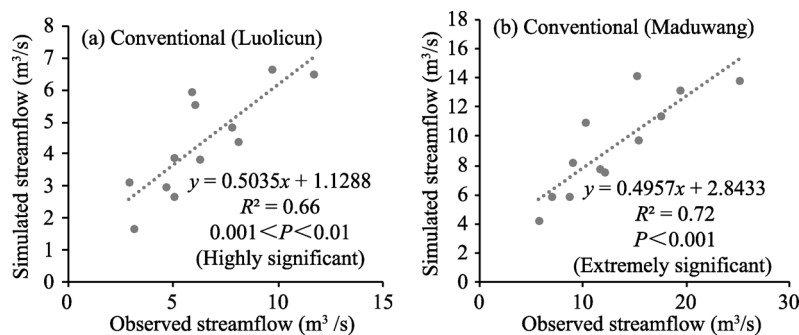 (a) Conventional (Luolicun)
Simulated streamflow (m³/s)
8
7
6
5
4
3
2
1
0
y = 0.5035x + 1.1288
R² = 0.66
0.001＜P＜0.01
(Highly significant)
0 5 10 15
Observed streamflow (m³ /s)
(b) Conventional (Maduwang)
Simulated streamflow (m³/s)
18
16
14
12
10
8
6
4
2
0
y = 0.4957x + 2.8433
R² = 0.72
P＜0.001
(Extremely significant)
0 10 20 30
Observed streamflow (m³ /s)